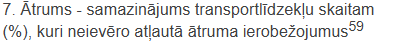 7. Ātrums - samazinājums transportlīdzekļu skaitam
(%), kuri neievēro atļautā ātruma ierobežojumus59